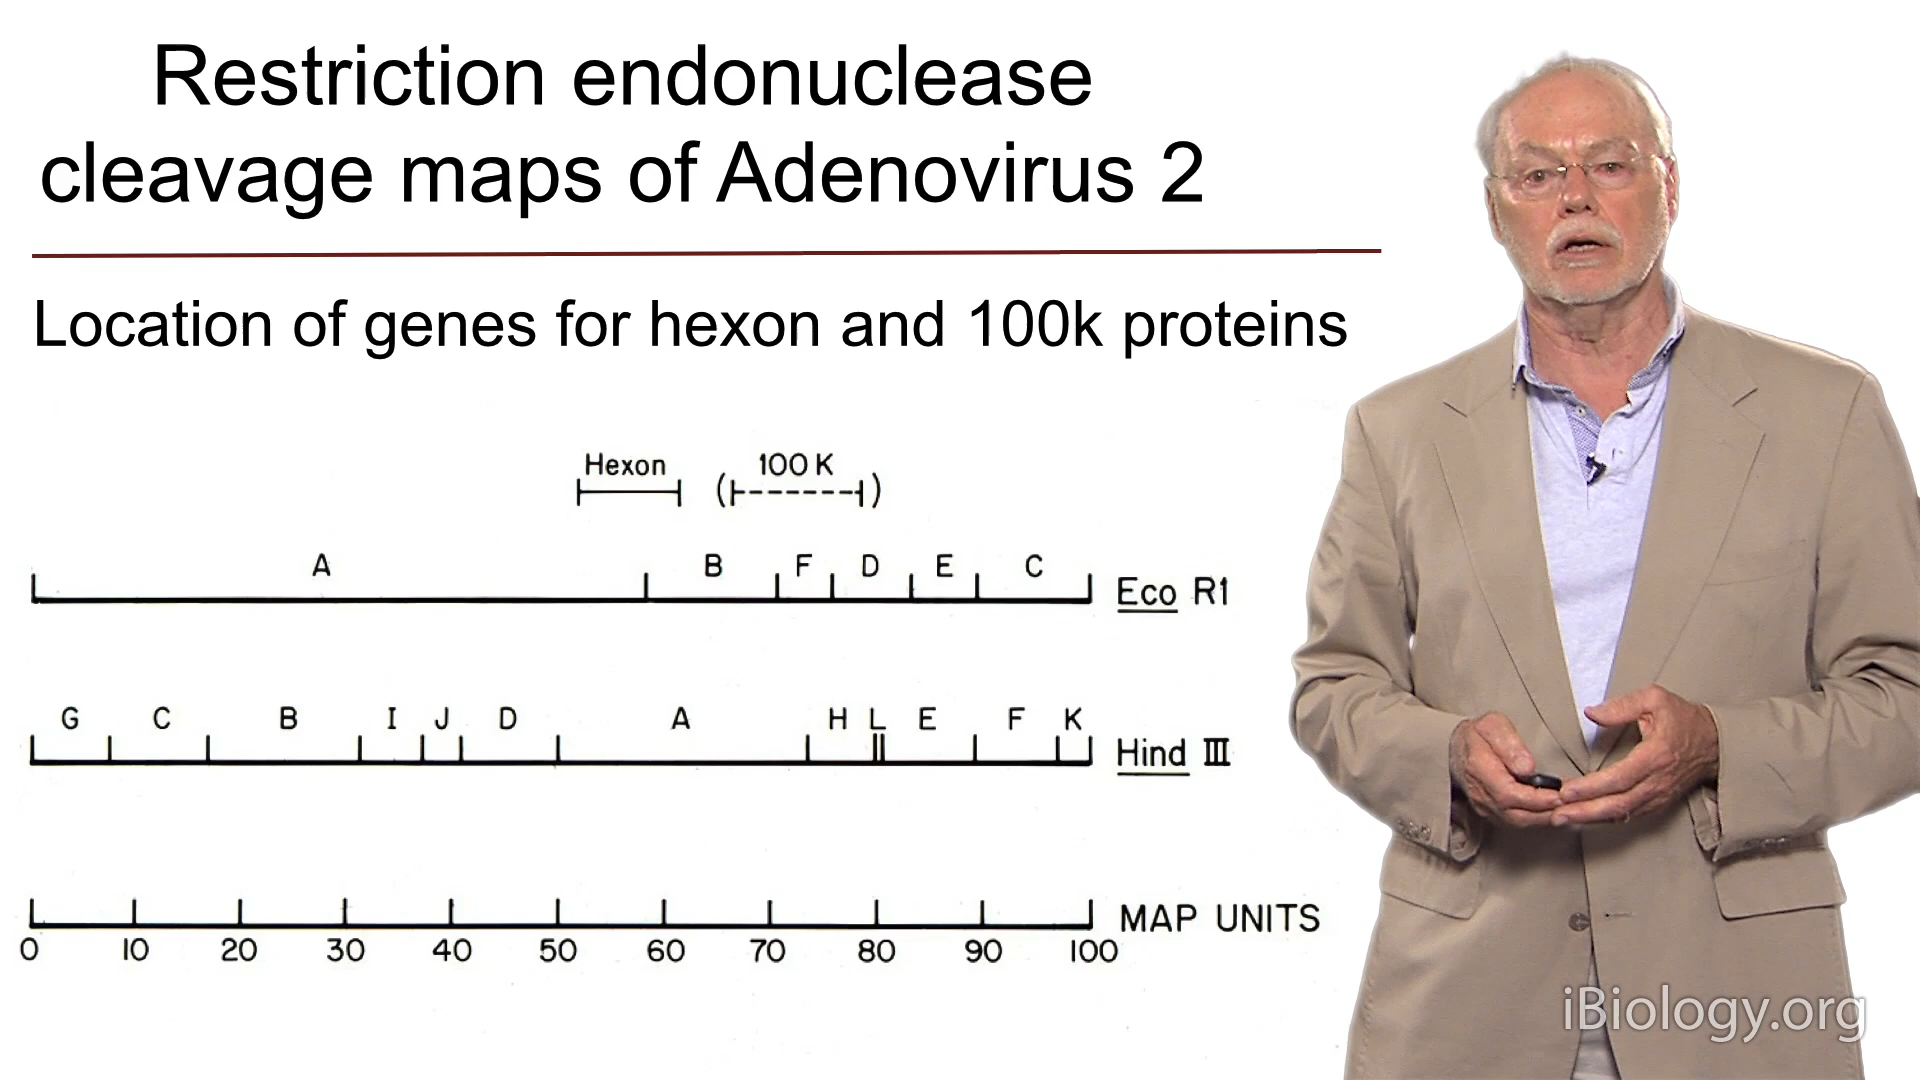 Restriction endonuclease
cleavage maps of Adenovirus 2
Location of genes for hexon and 100k proteins
Hexon 100 K
A B F D E C Eco R1
G C B I J D A H L E F K Hind III
MAP UNITS
0 10 20 30 40 50 60 70 80 90 100
iBiology.org